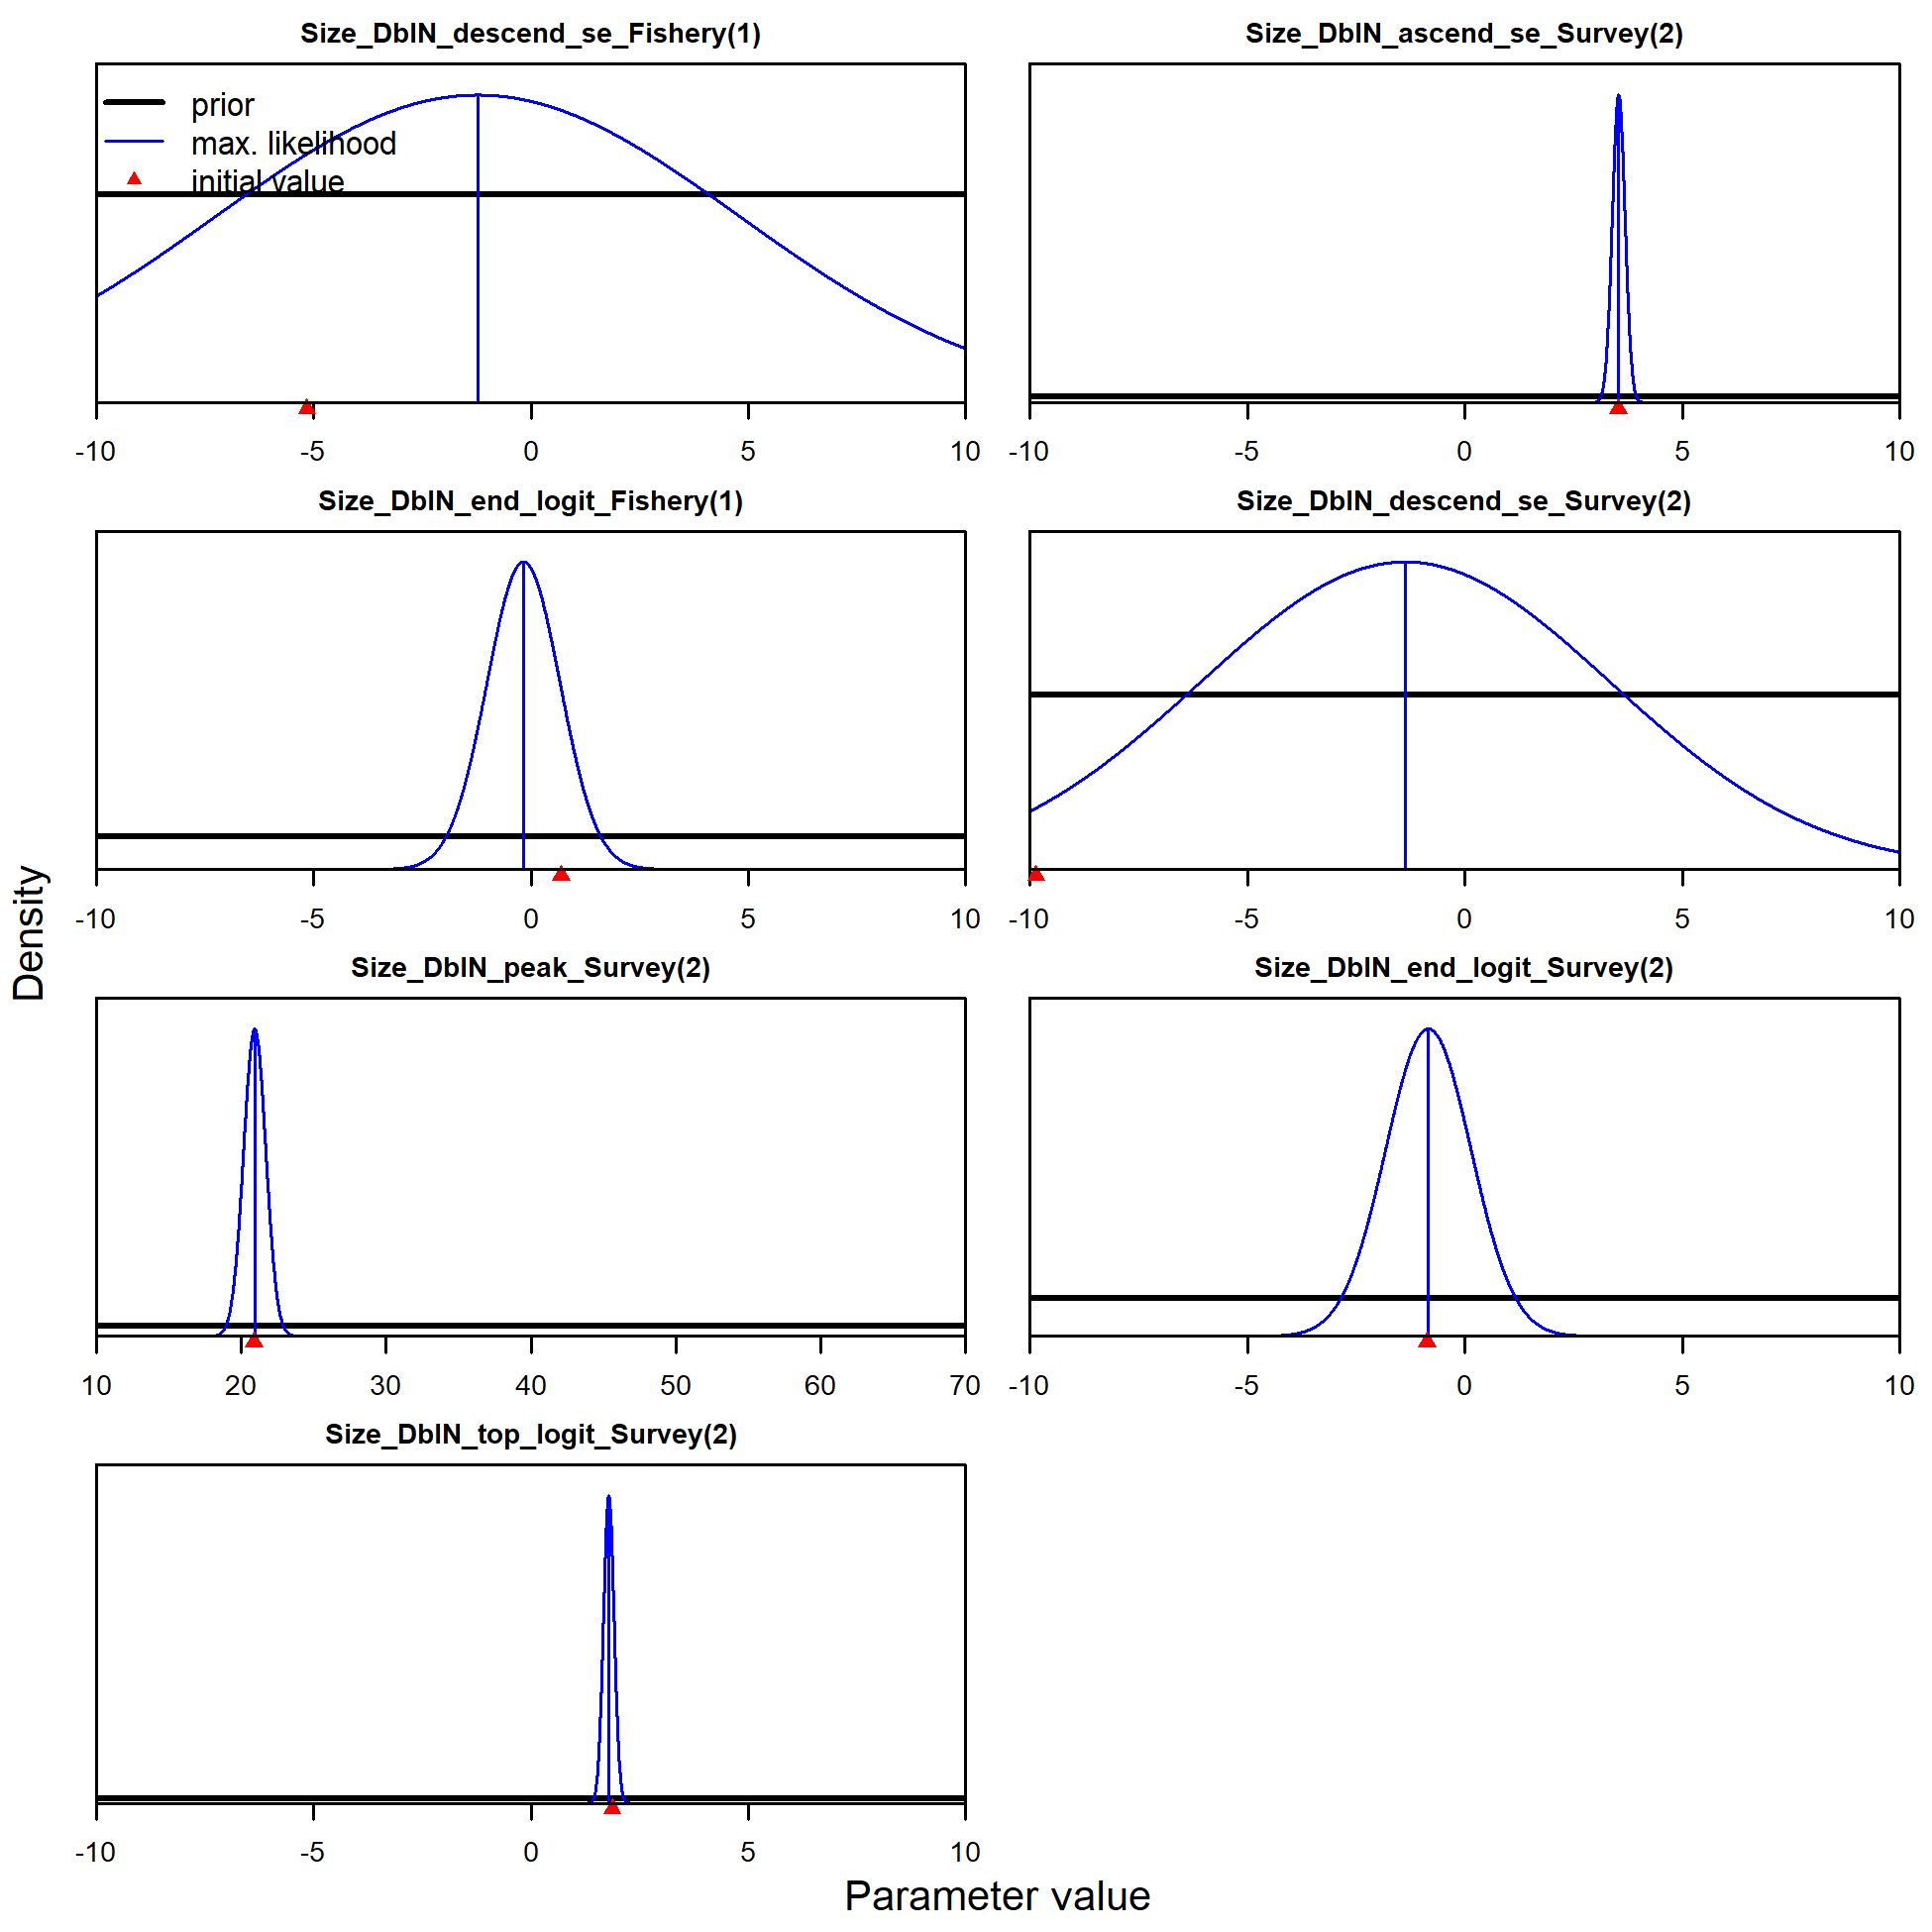 Size_DblN_descend_se_Fishery(1)
prior
max. likelihood
initial value
-10 -5 0 5 10
Size_DblN_ascend_se_Survey(2)
-10 -5 0 5 10
Size_DblN_end_logit_Fishery(1)
-10 -5 0 5 10
Size_DblN_descend_se_Survey(2)
-10 -5 0 5 10
Size_DblN_peak_Survey(2)
10 20 30 40 50 60 70
Size_DblN_end_logit_Survey(2)
-10 -5 0 5 10
Size_DblN_top_logit_Survey(2)
-10 -5 0 5 10
Density
Parameter value